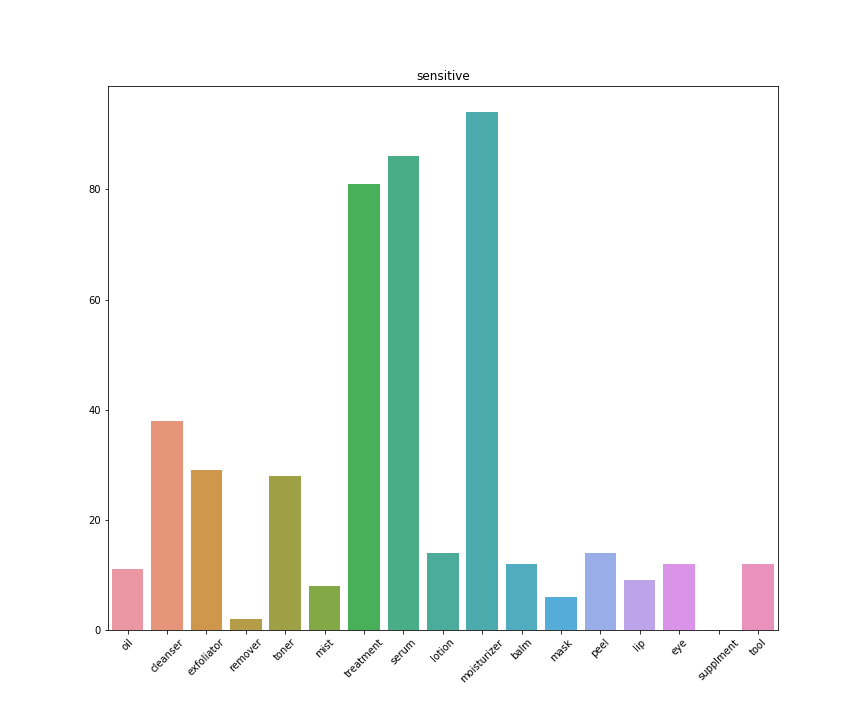 sensitive
80
60
40
20
0
oil
cleanser
exfoliator
remover
toner
mist
treatment
serum
lotion
moisturizer
balm
mask
peel
lip
eye
supplment
tool